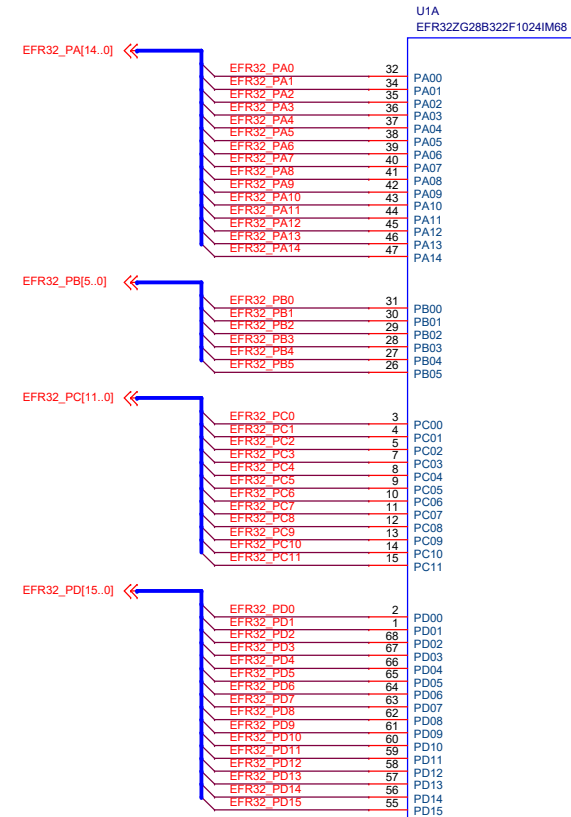 U1A
EFR32ZG28B322F1024IM68
EFR32_PA[14..0]
EFR32_PA0 32 PA00
EFR32_PA1 34 PA01
EFR32_PA2 35 PA02
EFR32_PA3 36 PA03
EFR32_PA4 37 PA04
EFR32_PA5 38 PA05
EFR32_PA6 39 PA06
EFR32_PA7 40 PA07
EFR32_PA8 41 PA08
EFR32_PA9 42 PA09
EFR32_PA10 43 PA10
EFR32_PA11 44 PA11
EFR32_PA12 45 PA12
EFR32_PA13 46 PA13
EFR32_PA14 47 PA14
EFR32_PB[5..0]
EFR32_PB0 31 PB00
EFR32_PB1 30 PB01
EFR32_PB2 29 PB02
EFR32_PB3 28 PB03
EFR32_PB4 27 PB04
EFR32_PB5 26 PB05
EFR32_PC[11..0]
EFR32_PC0 3 PC00
EFR32_PC1 4 PC01
EFR32_PC2 5 PC02
EFR32_PC3 7 PC03
EFR32_PC4 8 PC04
EFR32_PC5 9 PC05
EFR32_PC6 10 PC06
EFR32_PC7 11 PC07
EFR32_PC8 12 PC08
EFR32_PC9 13 PC09
EFR32_PC10 14 PC10
EFR32_PC11 15 PC11
EFR32_PD[15..0]
EFR32_PD0 2 PD00
EFR32_PD1 1 PD01
EFR32_PD2 68 PD02
EFR32_PD3 67 PD03
EFR32_PD4 66 PD04
EFR32_PD5 65 PD05
EFR32_PD6 64 PD06
EFR32_PD7 63 PD07
EFR32_PD8 62 PD08
EFR32_PD9 61 PD09
EFR32_PD10 60 PD10
EFR32_PD11 59 PD11
EFR32_PD12 58 PD12
EFR32_PD13 57 PD13
EFR32_PD14 56 PD14
EFR32_PD15 55 PD15